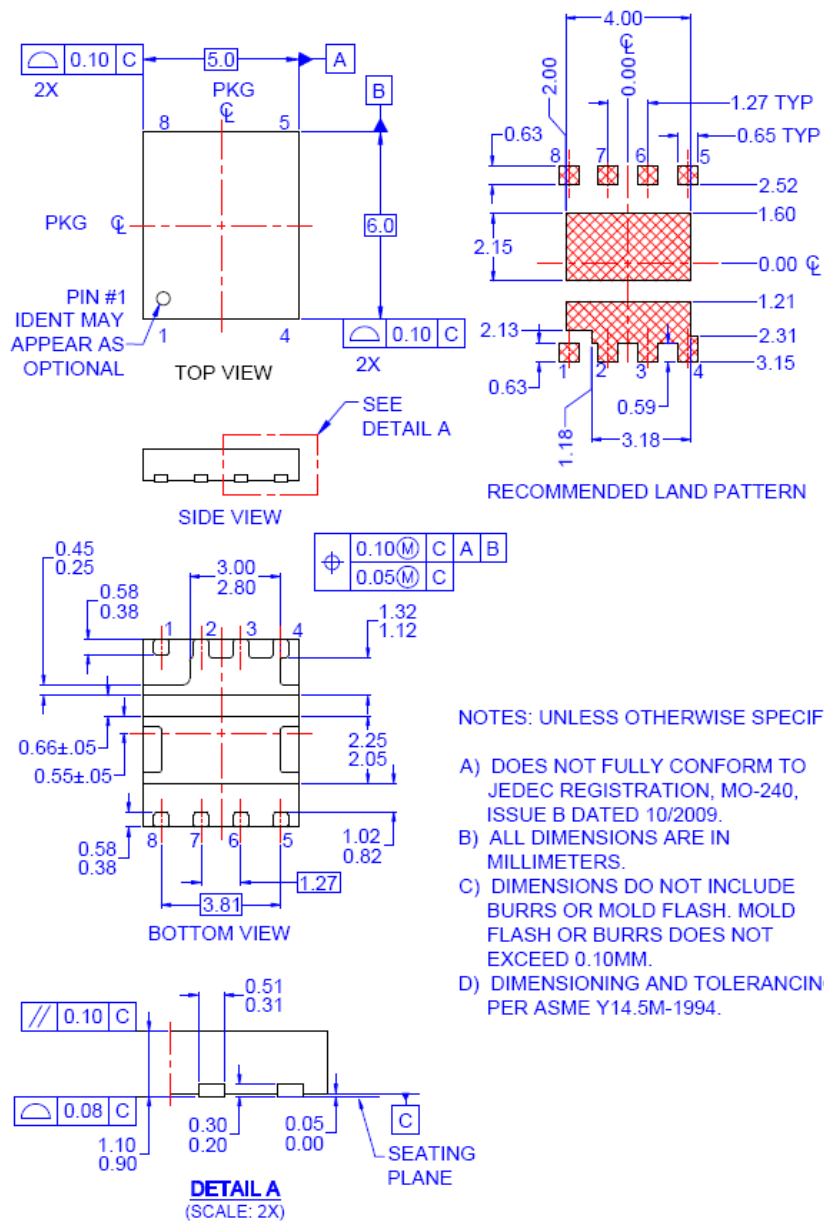 0.10 C
2X
5.0
A
PKG
℄
B
8
5
PKG ℄
6.0
PIN #1
IDENT MAY
APPEAR AS
OPTIONAL
1
4
TOP VIEW
0.10 C
2X
4.00
℄
0.00
2.00
1.27 TYP
0.65 TYP
0.63
8
7
6
5
2.52
1.60
2.15
0.00 ℄
1.21
2.13
2.31
3.15
0.63
1
2
3
4
0.59
1.18
3.18
RECOMMENDED LAND PATTERN
SEE
DETAIL A
SIDE VIEW
0.10Ⓜ C A B
0.05Ⓜ C
0.45
0.25
3.00
2.80
0.58
0.38
1.32
1.12
1
2
3
4
0.66±.05
0.55±.05
2.25
2.05
0.58
0.38
8
7
6
5
1.02
0.82
1.27
3.81
BOTTOM VIEW
NOTES: UNLESS OTHERWISE SPECIF
A) DOES NOT FULLY CONFORM TO
JEDEC REGISTRATION, MO-240,
ISSUE B DATED 10/2009.
B) ALL DIMENSIONS ARE IN
MILLIMETERS.
C) DIMENSIONS DO NOT INCLUDE
BURRS OR MOLD FLASH. MOLD
FLASH OR BURRS DOES NOT
EXCEED 0.10MM.
D) DIMENSIONING AND TOLERANCIN
PER ASME Y14.5M-1994.
0.51
0.31
// 0.10 C
0.08 C
1.10
0.90
0.30
0.20
0.05
0.00
C
SEATING
PLANE
DETAIL A
(SCALE: 2X)